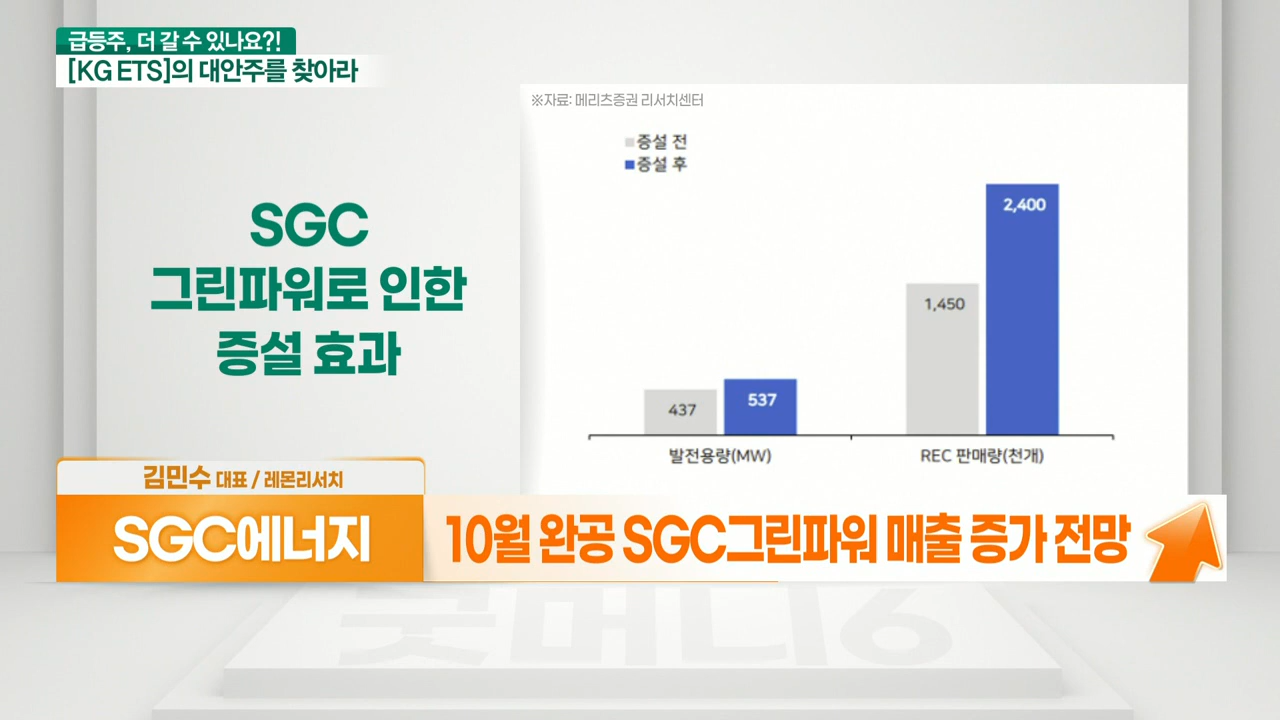 급등주, 더 갈 수 있나요?!
[KG ETS]의 대안주를 찾아라
※자료: 메리츠증권 리서치센터
증설 전
증설 후
SGC
그린파워로 인한
증설 효과
437
537
1,450
2,400
발전용량(MW)
REC 판매량(천개)
김민수 대표 / 레몬리서치
SGC에너지
10월 완공 SGC그린파워 매출 증가 전망
굿머니6